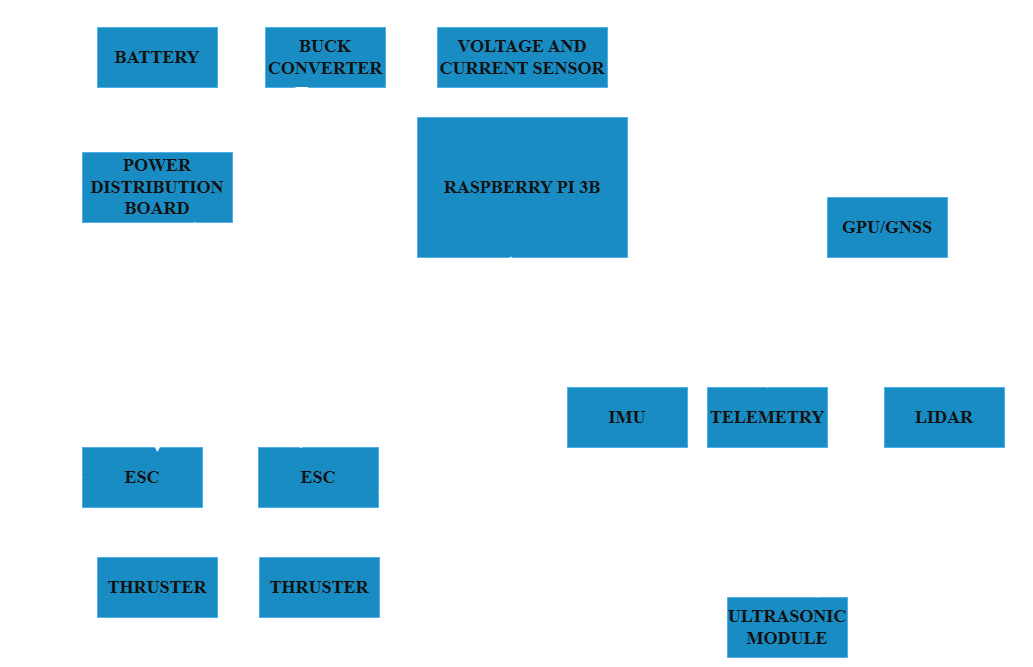 BATTERY
BUCK
CONVERTER
VOLTAGE AND
CURRENT SENSOR
POWER
DISTRIBUTION
BOARD
RASPBERRY PI 3B
GPU/GNSS
IMU
TELEMETRY
LIDAR
ESC
ESC
THRUSTER
THRUSTER
ULTRASONIC
MODULE